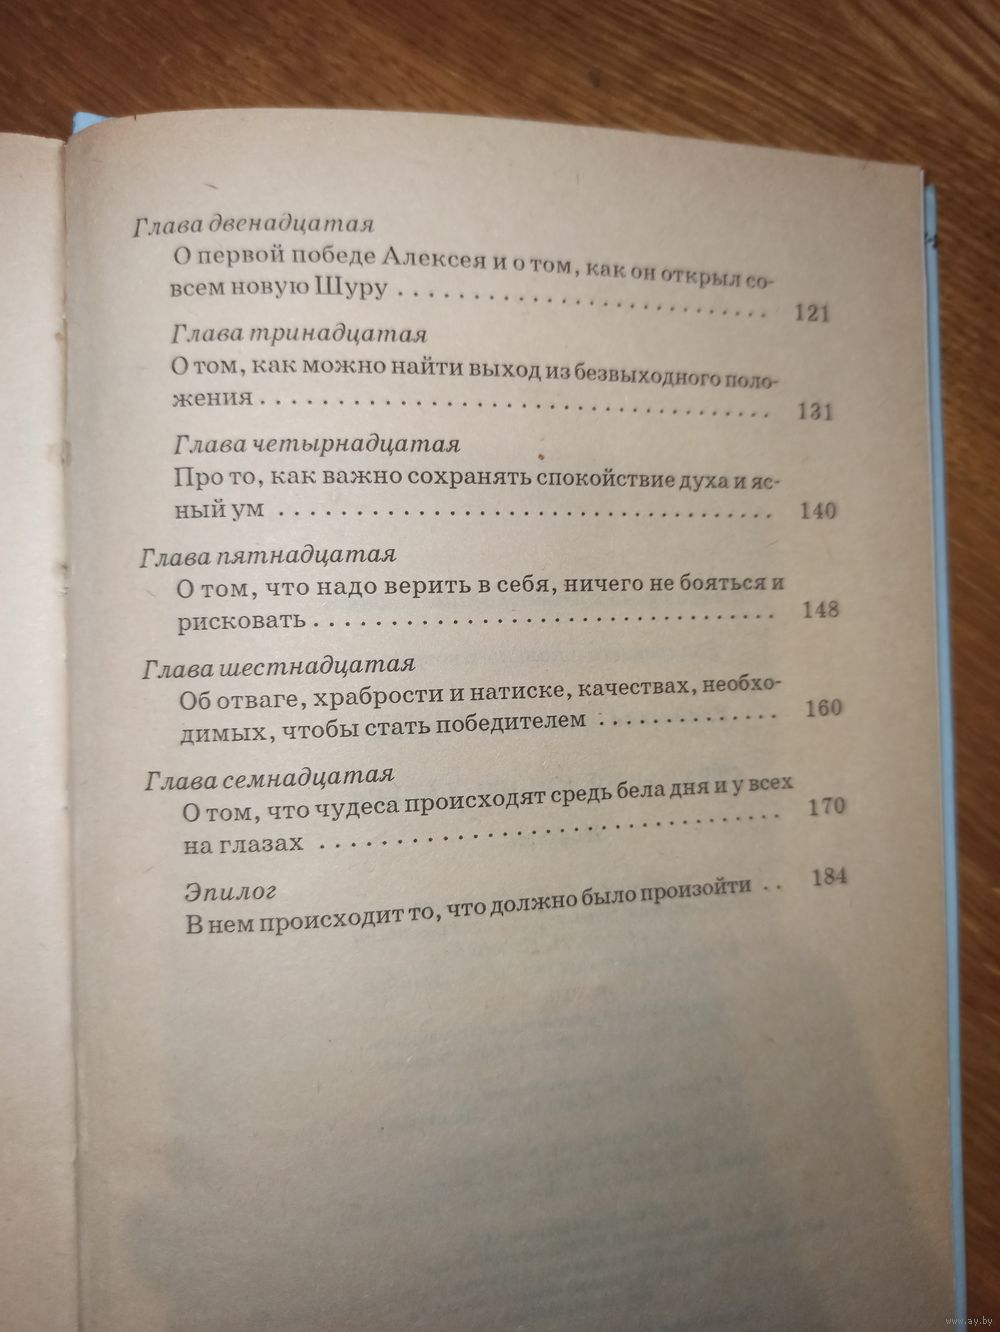 Глава двенадцатая
О первой победе Алексея и о том, как он открыл со-
всем новую Шуру . . . . . . . . . . . . . . . . . . . . . . . . 121
Глава тринадцатая
О том, как можно найти выход из безвыходного поло-
жения . . . . . . . . . . . . . . . . . . . . . . . . . . . . . . . . . 131
Глава четырнадцатая
Про то, как важно сохранять спокойствие духа и яс-
ный ум . . . . . . . . . . . . . . . . . . . . . . . . . . . . . . . . 140
Глава пятнадцатая
О том, что надо верить в себя, ничего не бояться и
рисковать . . . . . . . . . . . . . . . . . . . . . . . . . . . . . . 148
Глава шестнадцатая
Об отваге, храбрости и натиске, качествах, необхо-
димых, чтобы стать победителем . . . . . . . . . . . . 160
Глава семнадцатая
О том, что чудеса происходят средь бела дня и у всех
на глазах . . . . . . . . . . . . . . . . . . . . . . . . . . . . . . 170
Эпилог
В нем происходит то, что должно было произойти . . 184
www.ay.by